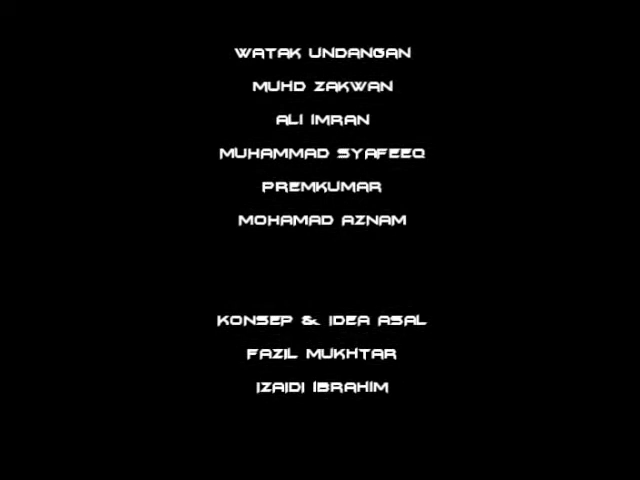 WATAK UNDANGAN
MUHD ZAKWAN
ALI IMRAN
MUHAMMAD SYAFEEQ
PREMKUMAR
MOHAMAD AZNAM
KONSEP & IDEA ASAL
FAZIL MUKHTAR
IZAIDI IBRAHIM